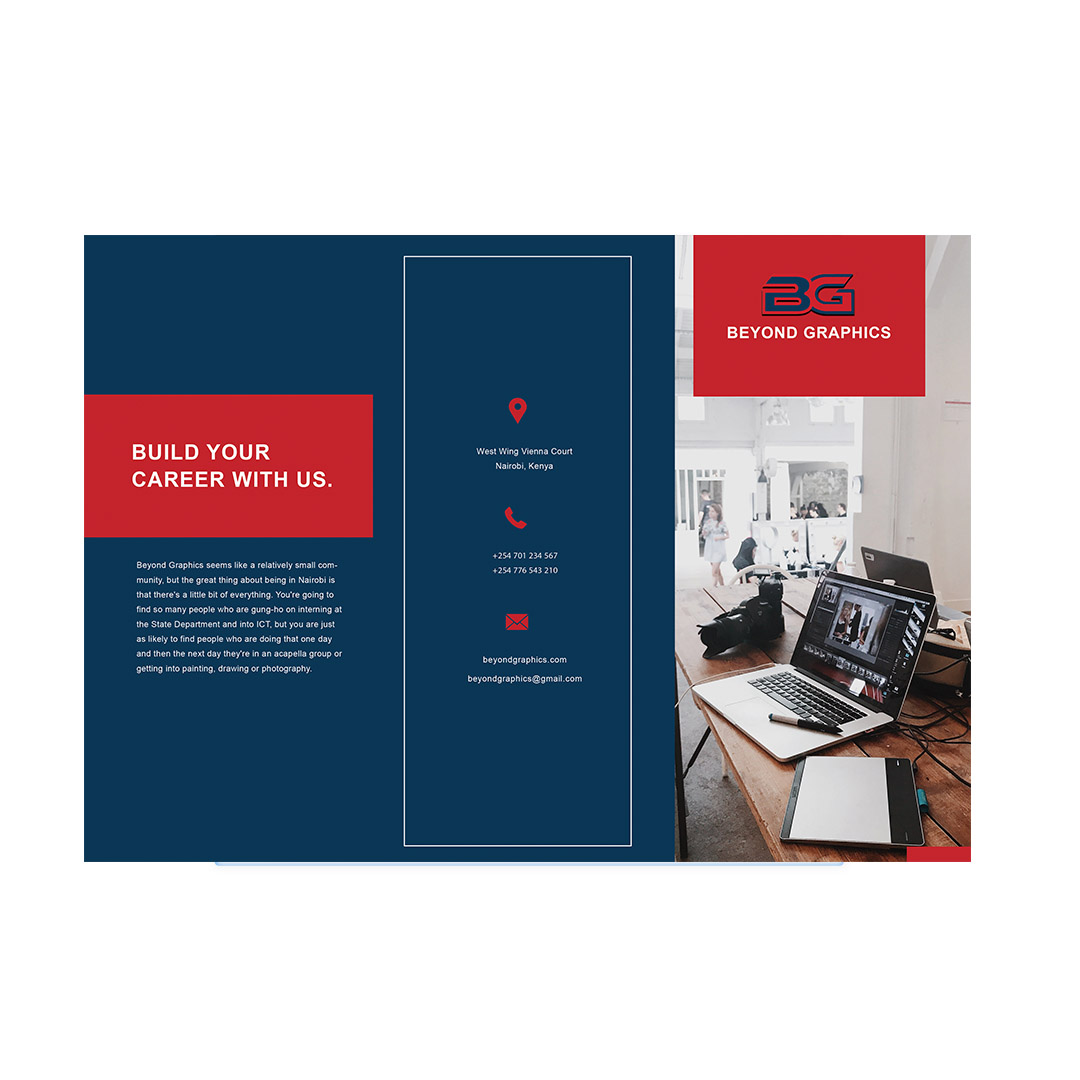 BUILD YOUR
CAREER WITH US.
Beyond Graphics seems like a relatively small com-
munity, but the great thing about being in Nairobi is
that there's a little bit of everything. You're going to
find so many people who are gung-ho on interning at
the State Department and into ICT, but you are just
as likely to find people who are doing that one day
and then the next day they're in an acapella group or
getting into painting, drawing or photography.
West Wing Vienna Court
Nairobi, Kenya
+254 701 234 567
+254 776 543 210
beyondgraphics.com
beyondgraphics@gmail.com
BG
BEYOND GRAPHICS